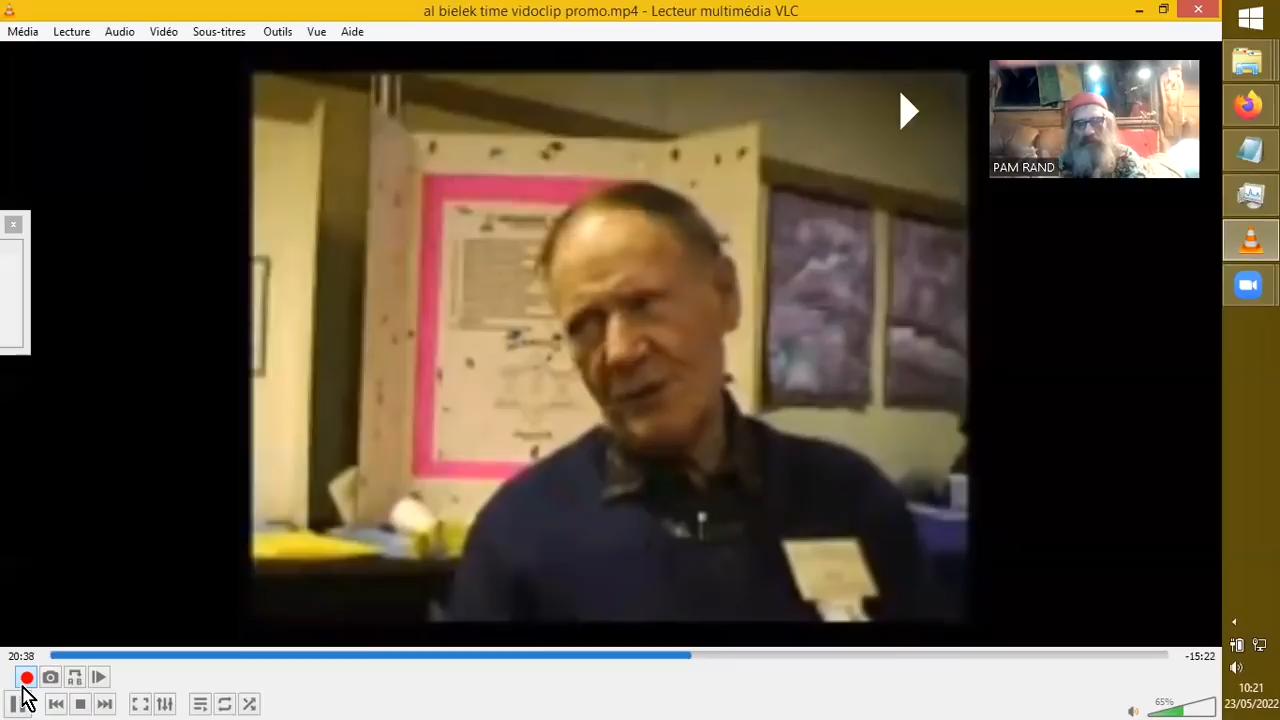 al bielek time vidoclip promo.mp4 - Lecteur multimédia VLC
Média Lecture Audio Vidéo Sous-titres Outils Vue Aide
PAM RAND
20:38
-15:22
A B
65%
10:21
23/05/2022